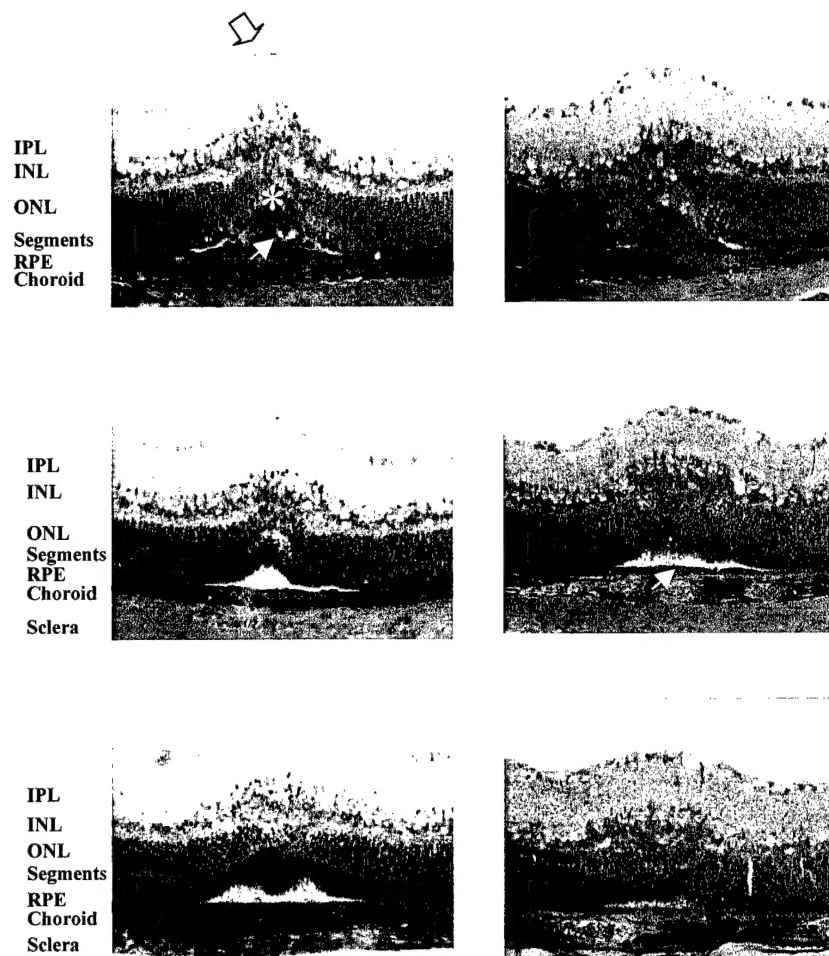 IPL
INL
ONL
Segments
RPE
Choroid
IPL
INL
ONL
Segments
RPE
Choroid
Sclera
IPL
INL
ONL
Segments
RPE
Choroid
Sclera